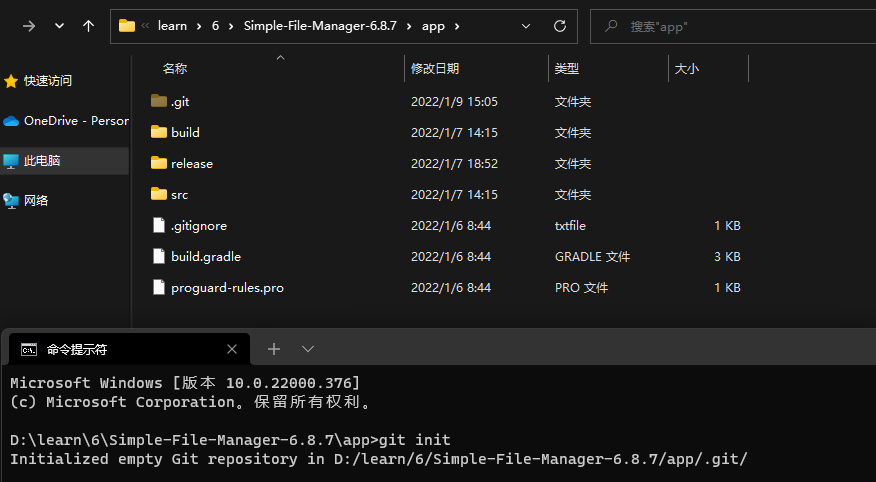 learn > 6 > Simple-File-Manager-6.8.7 > app >
搜索"app"
名称 修改日期 类型 大小
快速访问
OneDrive - Person
此电脑
网络
.git 2022/1/9 15:05 文件夹
build 2022/1/7 14:15 文件夹
release 2022/1/7 18:52 文件夹
src 2022/1/7 14:15 文件夹
.gitignore 2022/1/6 8:44 txtfile 1 KB
build.gradle 2022/1/6 8:44 GRADLE 文件 3 KB
proguard-rules.pro 2022/1/6 8:44 PRO 文件 1 KB
命令提示符
Microsoft Windows [版本 10.0.22000.376]
(c) Microsoft Corporation。保留所有权利。
D:\learn\6\Simple-File-Manager-6.8.7\app>git init
Initialized empty Git repository in D:/learn/6/Simple-File-Manager-6.8.7/app/.git/